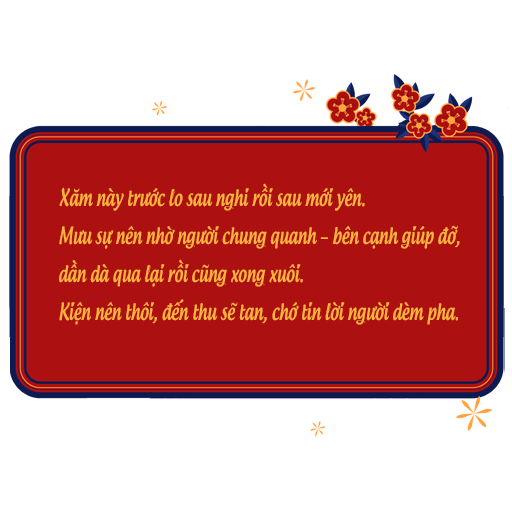 Xăm này trước lo sau nghi rồi sau mới yên.
Mưu sự nên nhờ người chung quanh – bên cạnh giúp đỡ,
dần dà qua lại rồi cũng xong xuôi.
Kiện nên thôi, đến thu sẽ tan, chớ tin lời người dèm pha.